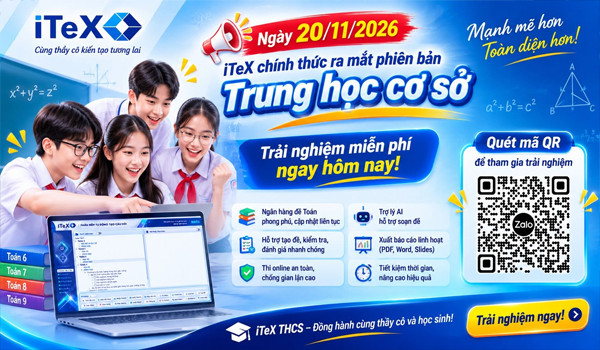 iTeX
Cùng thầy cô kiến tạo tương lai
Ngày 20/11/2026
iTeX chính thức ra mắt phiên bản
Trung học cơ sở
Mạnh mẽ hơn
Toàn diện hơn!
x² + y² = z²
A
B
C
a² + b² = c²
Trải nghiệm miễn phí
ngay hôm nay!
Quét mã QR
để tham gia trải nghiệm
Zalo
Ngân hàng đề Toán
phong phú, cập nhật liên tục
Trợ lý AI
hỗ trợ soạn đề
Hỗ trợ tạo đề, kiểm tra,
đánh giá nhanh chóng
Xuất báo cáo linh hoạt
(PDF, Word, Slides)
Thi online an toàn,
chống gian lận cao
Tiết kiệm thời gian,
nâng cao hiệu quả
iTeX
Toán 6
Toán 7
Toán 8
Toán 9
iTeX THCS – Đồng hành cùng thầy cô và học sinh!
Trải nghiệm ngay!